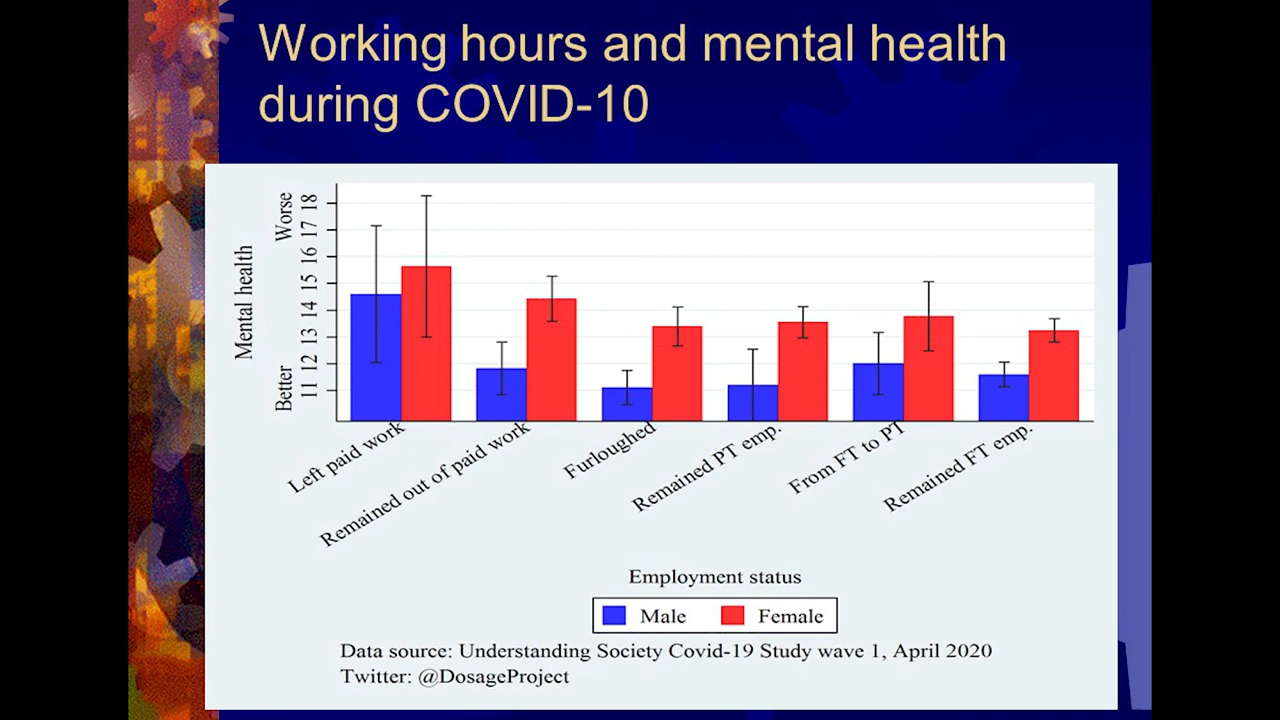 Working hours and mental health
during COVID-10
Mental health
Better
Worse
18
17
16
15
14
13
12
11
Left paid work
Remained out of paid work
Furloughed
Remained PT emp.
From FT to PT
Remained FT emp.
Employment status
Male Female
Data source: Understanding Society Covid-19 Study wave 1, April 2020
Twitter: @DosageProject